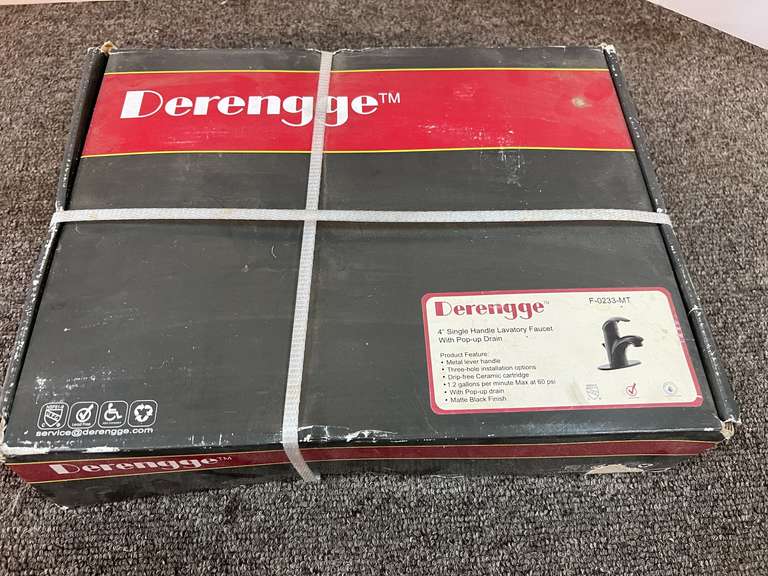 Derengge™
Derengge™ F-0233-MT
4" Single Handle Lavatory Faucet
With Pop-up Drain
Product Feature:
• Metal lever handle
• Three-hole installation options
• Drip-free Ceramic cartridge
• 1.2 gallons per minute Max at 60 psi
• With Pop-up drain
• Matte Black Finish
service@derengge.com
Derengge™